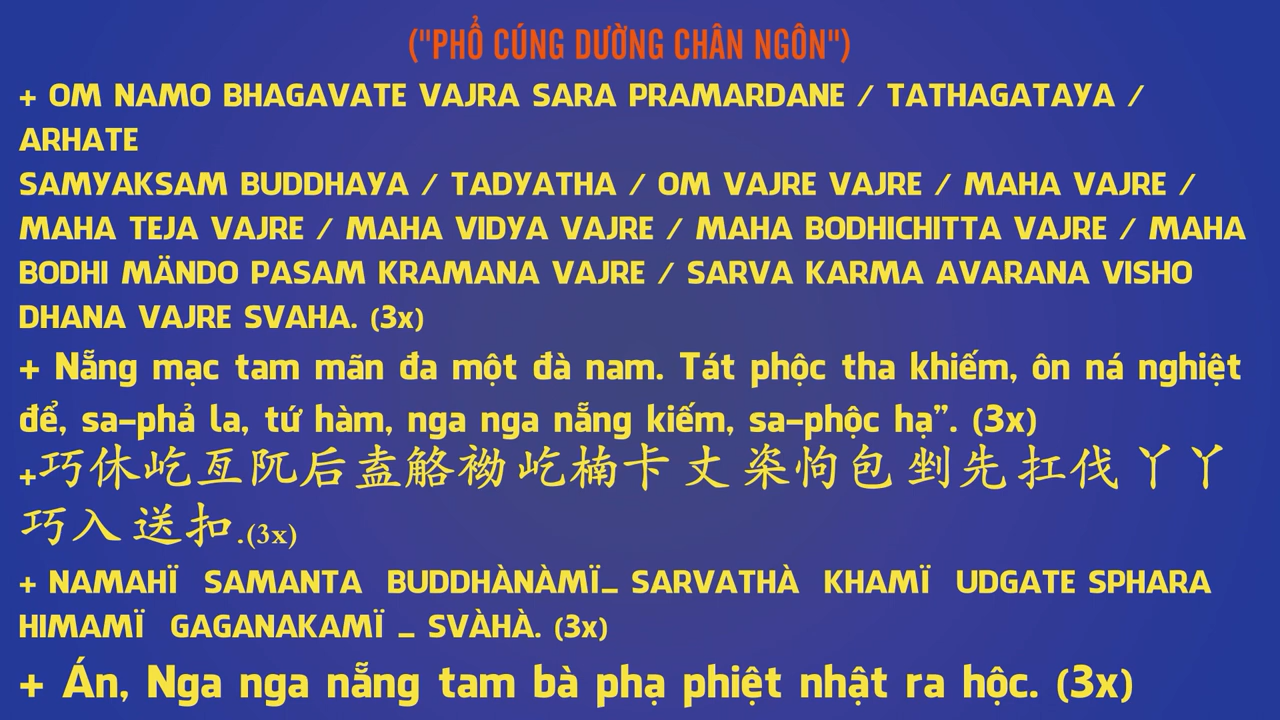 ("PHỔ CÚNG DƯỜNG CHÂN NGÔN")
+ OM NAMO BHAGAVATE VAJRA SARA PRAMARDANE / TATHAGATAYA /
ARHATE
SAMYAKSAM BUDDHAYA / TADYATHA / OM VAJRE VAJRE / MAHA VAJRE /
MAHA TEJA VAJRE / MAHA VIDYA VAJRE / MAHA BODHICHITTA VAJRE / MAHA
BODHI MÄNDO PASAM KRAMANA VAJRE / SARVA KARMA AVARANA VISHO
DHANA VAJRE SVAHA. (3x)
+ Nẵng mạc tam mãn đa một đà nam. Tát phộc tha khiếm, ôn ná nghiệt
để, sa-phả la, tứ hàm, nga nga nẵng kiếm, sa-phộc hạ”. (3x)
+巧休屹亙阢后盍觡袎屹楠卡丈桼怐包剉先扛伐丫丫
巧入送扣.(3x)
+ NAMAHÏ SAMANTA BUDDHÀNÀMÏ_ SARVATHÀ KHAMÏ UDGATE SPHARA
HIMAMÏ GAGANAKAMÏ _ SVÀHÀ. (3x)
+ Án, Nga nga nẵng tam bà phạ phiệt nhật ra hộc. (3x)